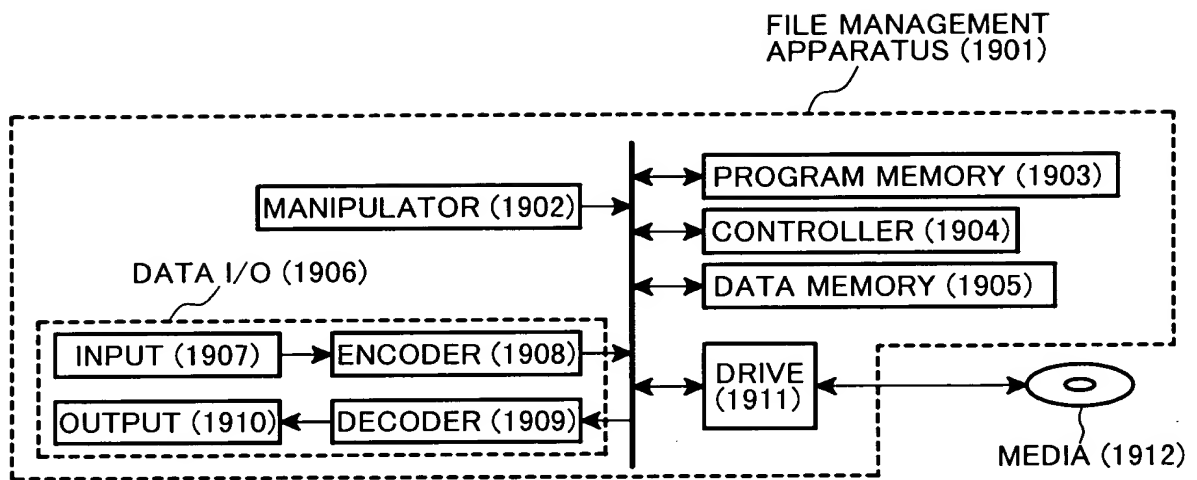 FILE MANAGEMENT
APPARATUS (1901)
PROGRAM MEMORY (1903)
MANIPULATOR (1902)
CONTROLLER (1904)
DATA I/O (1906)
DATA MEMORY (1905)
INPUT (1907)
ENCODER (1908)
DRIVE
(1911)
OUTPUT (1910)
DECODER (1909)
MEDIA (1912)